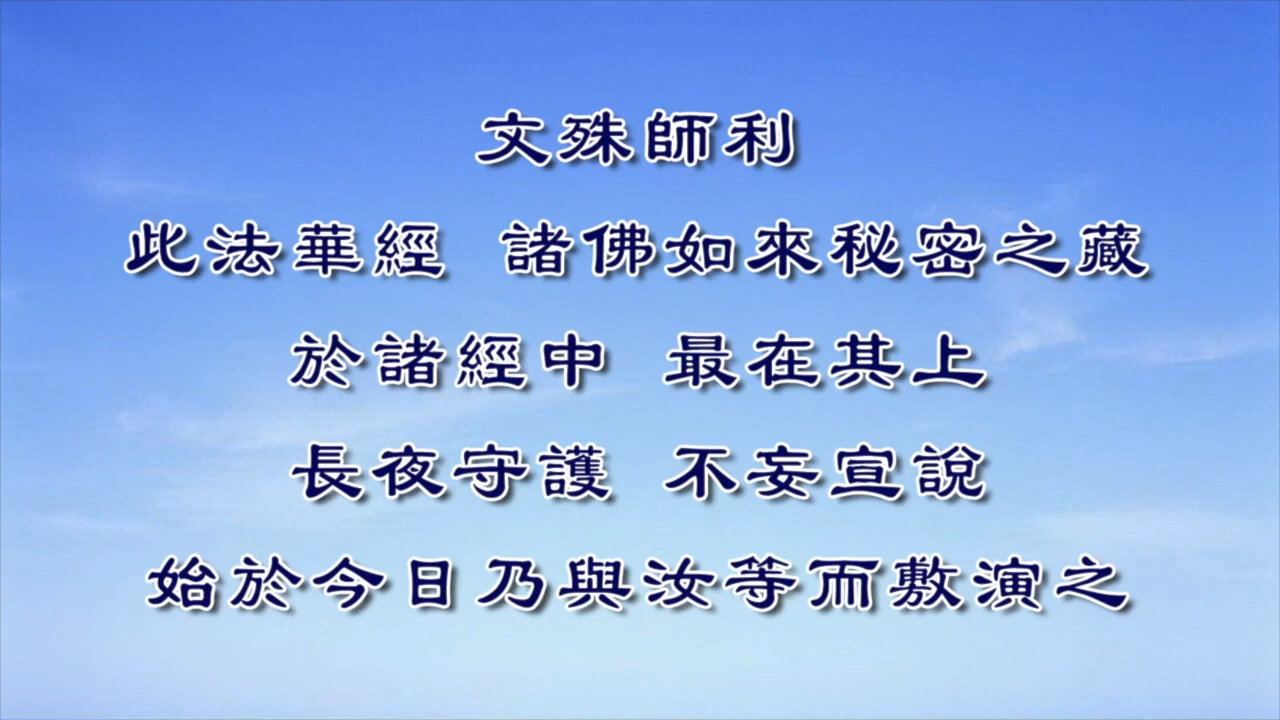 文殊師利
此法華經 諸佛如來秘密之藏
於諸經中 最在其上
長夜守護 不妄宣說
始於今日乃與汝等而敷演之